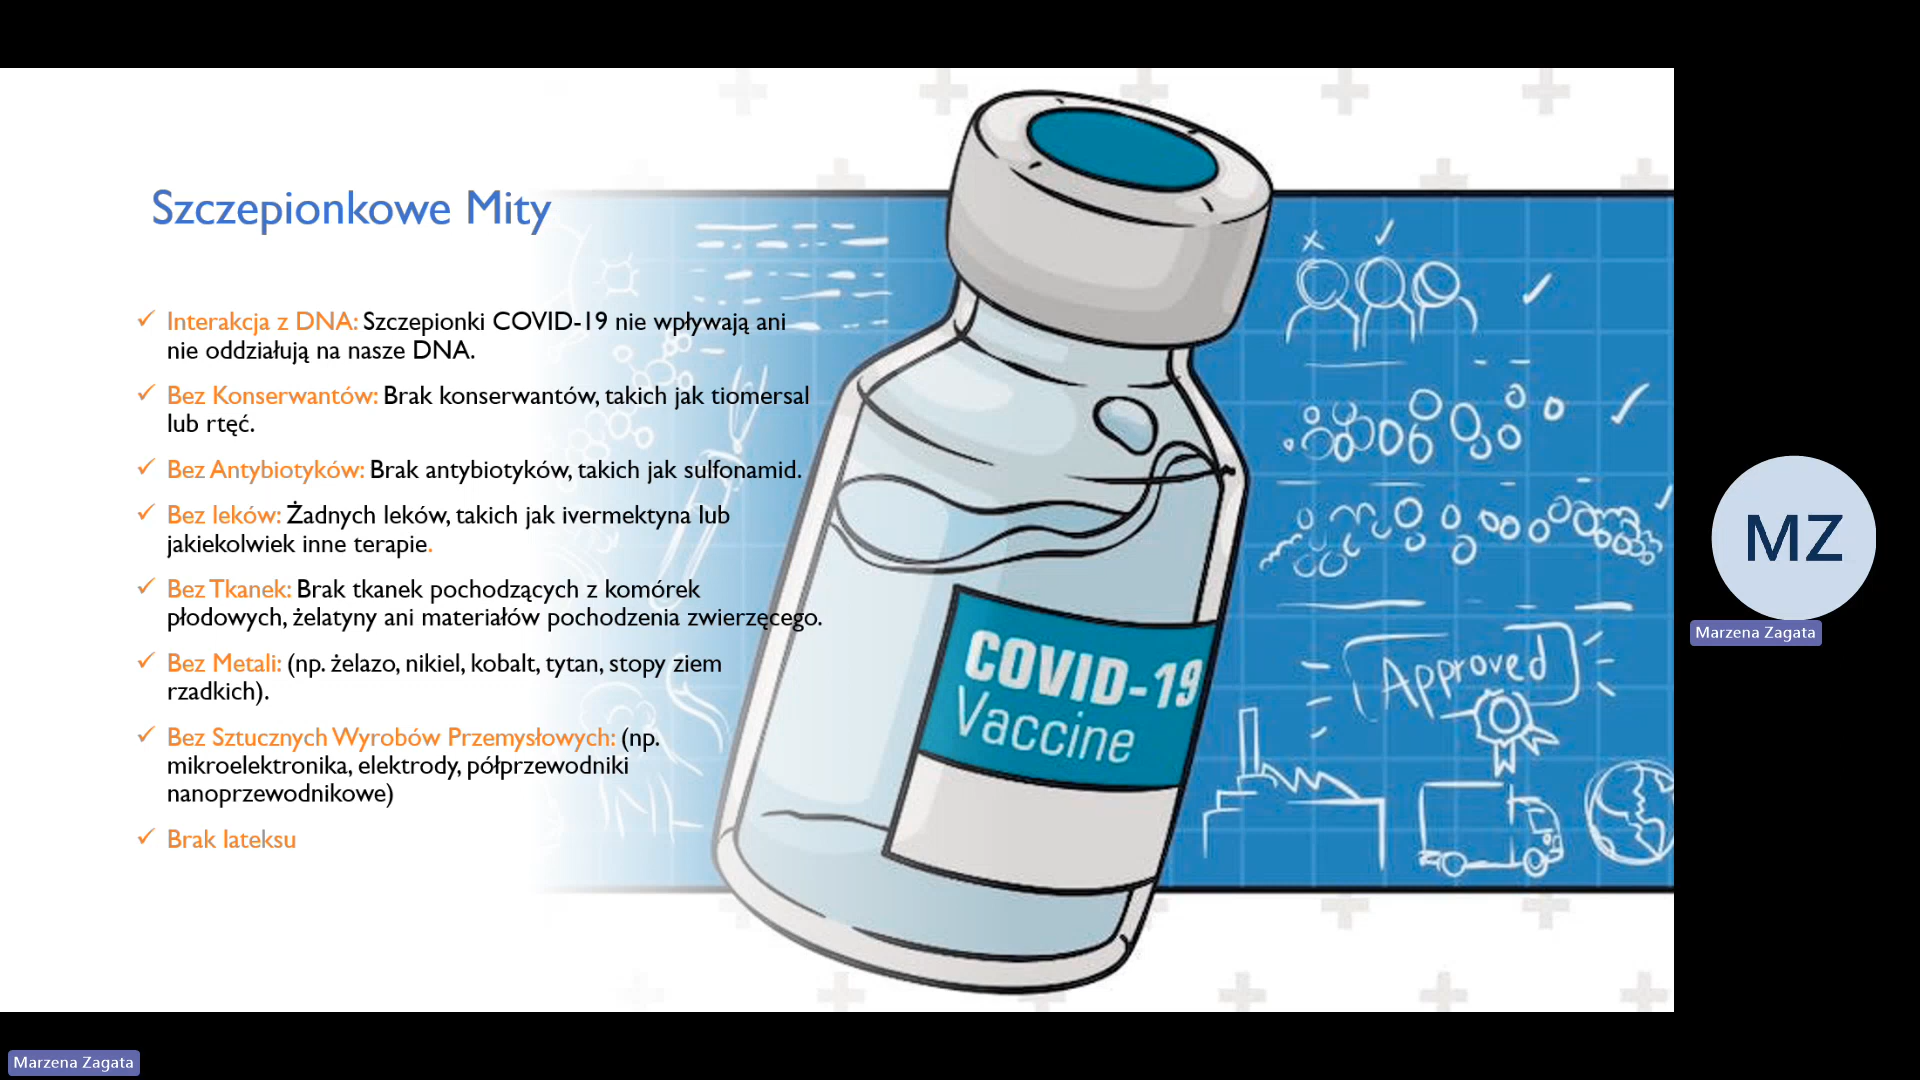 Szczepionkowe Mity
Interakcja z DNA: Szczepionki COVID-19 nie wpływają ani
nie oddziałują na nasze DNA.
Bez Konserwantów: Brak konserwantów, takich jak tiomersal
lub rtęć.
Bez Antybiotyków: Brak antybiotyków, takich jak sulfonamid.
Bez leków: Żadnych leków, takich jak ivermektyna lub
jakiekolwiek inne terapie.
Bez Tkanek: Brak tkanek pochodzących z komórek
płodowych, żelatyny ani materiałów pochodzenia zwierzęcego.
Bez Metali: (np. żelazo, nikiel, kobalt, tytan, stopy ziem
rzadkich).
Bez Sztucznych Wyrobów Przemysłowych: (np.
mikroelektronika, elektrody, półprzewodniki
nanoprzewodnikowe)
Brak lateksu
COVID-19
Vaccine
Approved
MZ
Marzena Zagata
Marzena Zagata